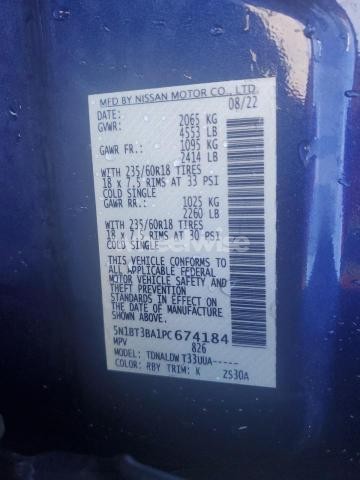 MFD BY NISSAN MOTOR CO., LTD.
DATE: 08/22
GVWR: 2065 KG
4553 LB
GAWR FR.: 1095 KG
2414 LB
WITH 235/60R18 TIRES
18 x 7.5 RIMS AT 33 PSI
COLD SINGLE
GAWR RR.: 1025 KG
2260 LB
WITH 235/60R18 TIRES
18 x 7.5 RIMS AT 30 PSI
COLD SINGLE
THIS VEHICLE CONFORMS TO
ALL APPLICABLE FEDERAL
MOTOR VEHICLE SAFETY AND
THEFT PREVENTION STANDARDS
IN EFFECT ON THE DATE OF
MANUFACTURE SHOWN ABOVE.
5N1BT3BA1PC674184
MPV 826
MODEL: TDNALDW T33UUA-----
COLOR: RBY TRIM: K ZS30A